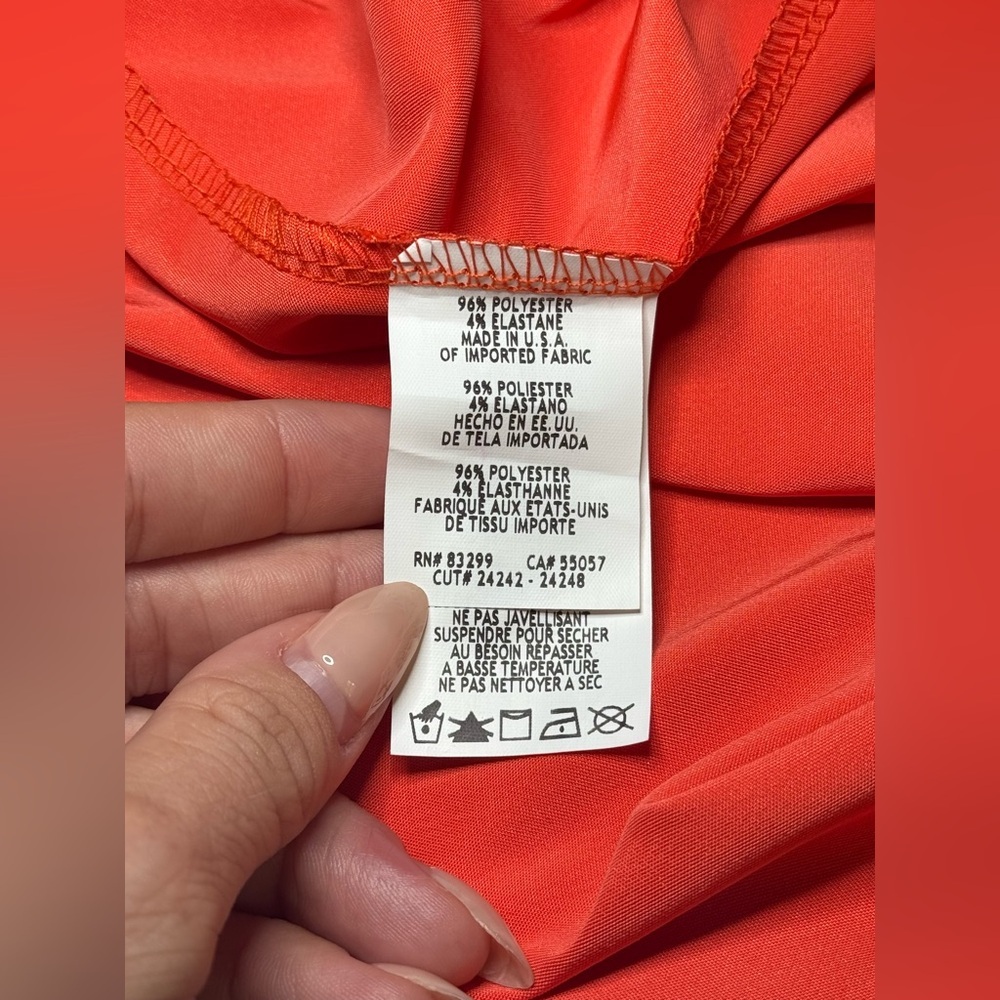 96% POLYESTER
4% ELASTANE
MADE IN U.S.A.
OF IMPORTED FABRIC
96% POLIESTER
4% ELASTANO
HECHO EN EE.UU.
DE TELA IMPORTADA
96% POLYESTER
4% ELASTHANNE
FABRIQUE AUX ETATS-UNIS
DE TISSU IMPORTE
RN# 83299 CA# 55057
CUT# 24242 - 24248
NE PAS JAVELLISANT
SUSPENDRE POUR SECHER
AU BESOIN REPASSER
A BASSE TEMPERATURE
NE PAS NETTOYER A SEC